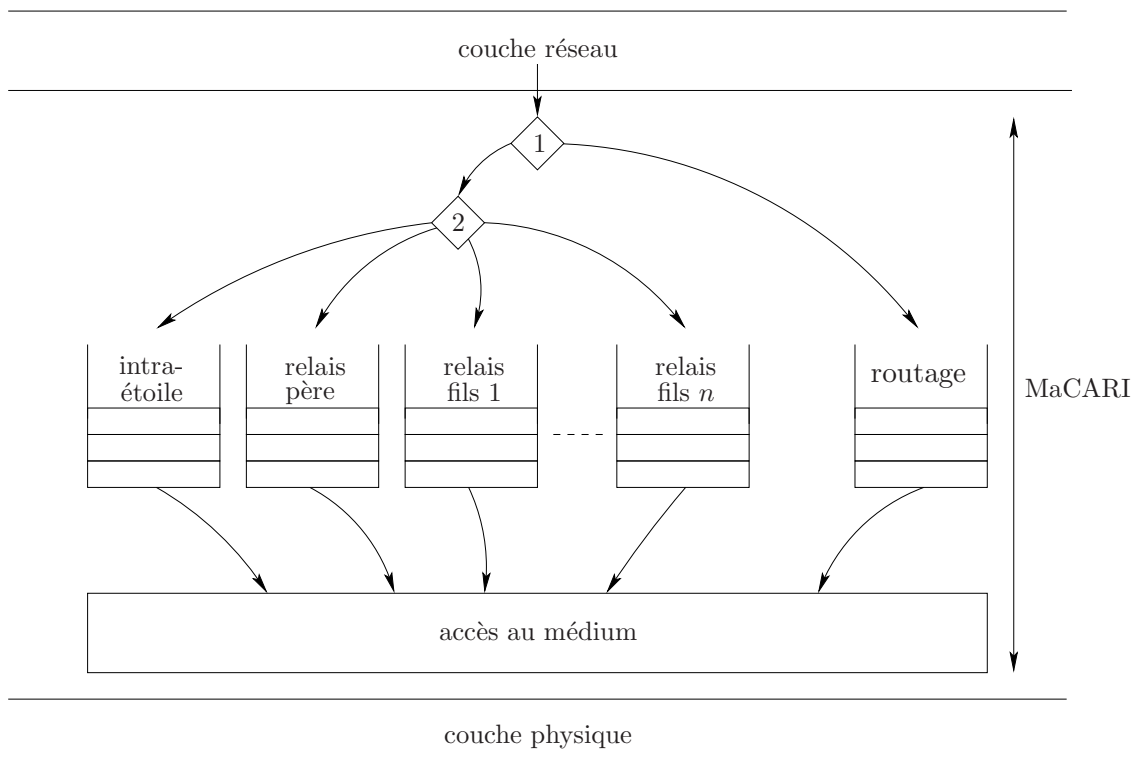 couche réseau
1
2
intra-
étoile
relais
père
relais
fils 1
relais
fils n
routage
MaCARI
accès au médium
couche physique